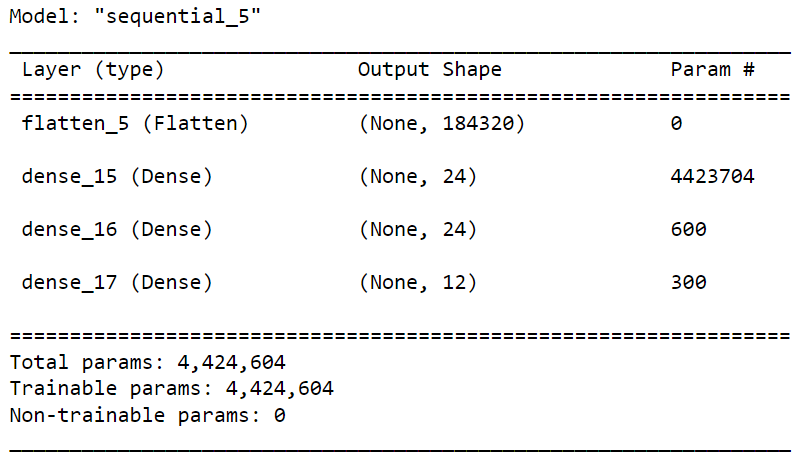 Model: "sequential_5"
_________________________________________________________________
Layer (type)                Output Shape              Param #
=================================================================
flatten_5 (Flatten)         (None, 184320)            0
dense_15 (Dense)            (None, 24)                4423704
dense_16 (Dense)            (None, 24)                600
dense_17 (Dense)            (None, 12)                300
=================================================================
Total params: 4,424,604
Trainable params: 4,424,604
Non-trainable params: 0
_________________________________________________________________